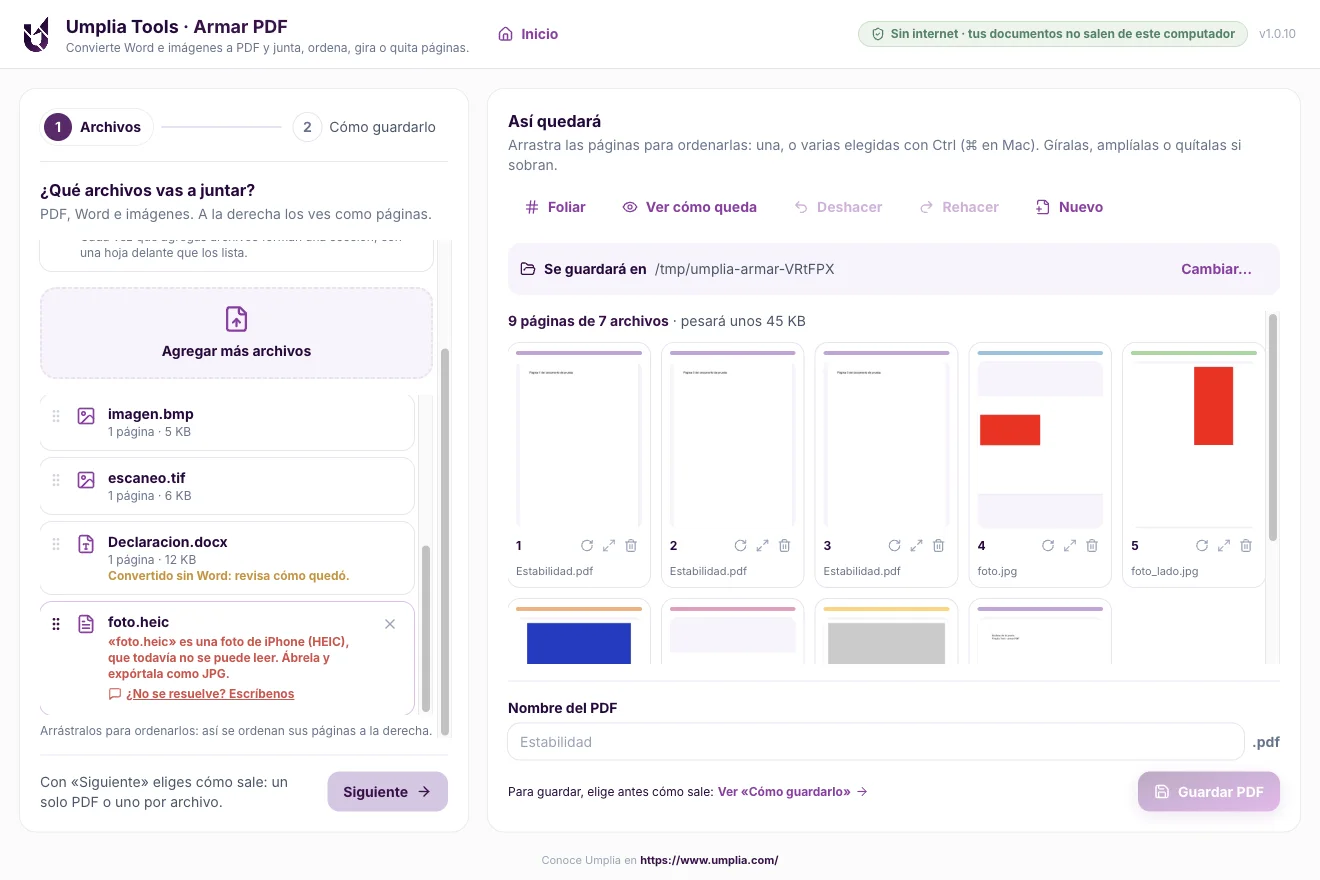 Umplia Tools · Armar PDF
Convierte Word e imágenes a PDF y junta, ordena, gira o quita páginas.
Inicio
Sin internet · tus documentos no salen de este computador
v1.0.10
1 Archivos
2 Cómo guardarlo
¿Qué archivos vas a juntar?
PDF, Word e imágenes. A la derecha los ves como páginas.
una hoja delante que los lista.
Agregar más archivos
imagen.bmp
1 página · 5 KB
escaneo.tif
1 página · 6 KB
Declaracion.docx
1 página · 12 KB
Convertido sin Word: revisa cómo quedó.
foto.heic
«foto.heic» es una foto de iPhone (HEIC),
que todavía no se puede leer. Ábrela y
expórtala como JPG.
¿No se resuelve? Escríbenos
Arrástralos para ordenarlos: así se ordenan sus páginas a la derecha.
Con «Siguiente» eliges cómo sale: un
solo PDF o uno por archivo.
Siguiente
Así quedará
Arrastra las páginas para ordenarlas: una, o varias elegidas con Ctrl (⌘ en Mac). Gíralas, amplíalas o quítalas si
sobran.
Foliar
Ver cómo queda
Deshacer
Rehacer
Nuevo
Se guardará en /tmp/umplia-armar-VRtFPX
Cambiar...
9 páginas de 7 archivos · pesará unos 45 KB
1
Estabilidad.pdf
2
Estabilidad.pdf
3
Estabilidad.pdf
4
foto.jpg
5
foto_lado.jpg
Nombre del PDF
Estabilidad
.pdf
Para guardar, elige antes cómo sale: Ver «Cómo guardarlo»
Guardar PDF
Conoce Umplia en https://www.umplia.com/